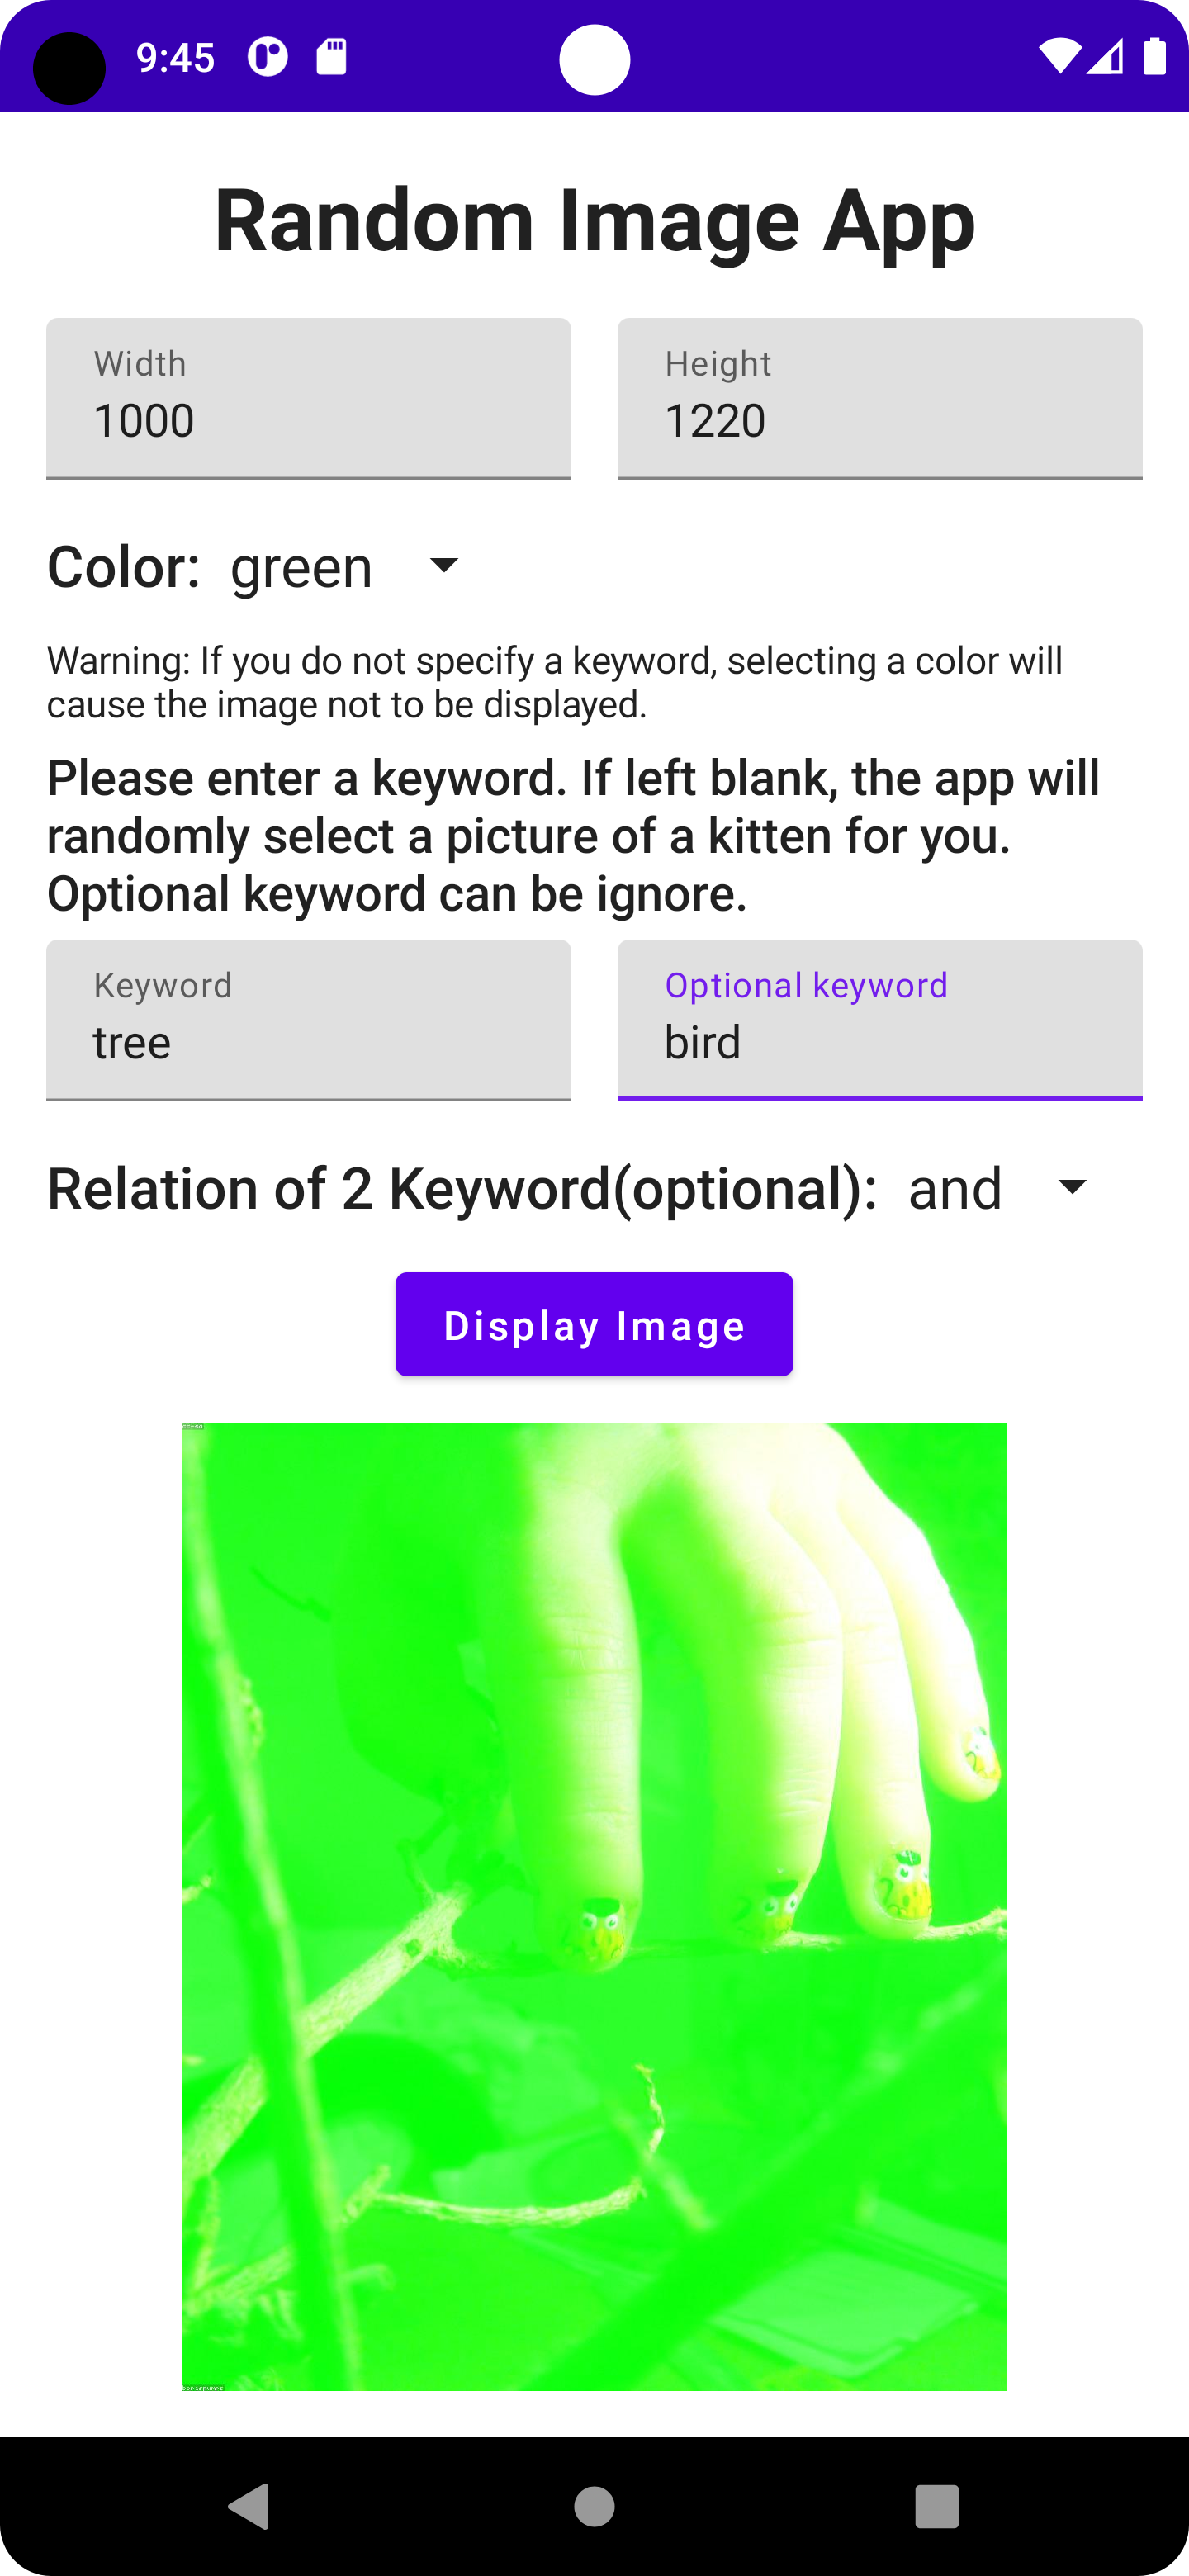 9:45
Random Image App
Width
Height
1000
1220
Color: green
Warning: If you do not specify a keyword, selecting a color will
cause the image not to be displayed.
Please enter a keyword. If left blank, the app will
randomly select a picture of a kitten for you.
Optional keyword can be ignore.
Keyword
Optional keyword
tree
bird
Relation of 2 Keyword(optional): and
Display Image